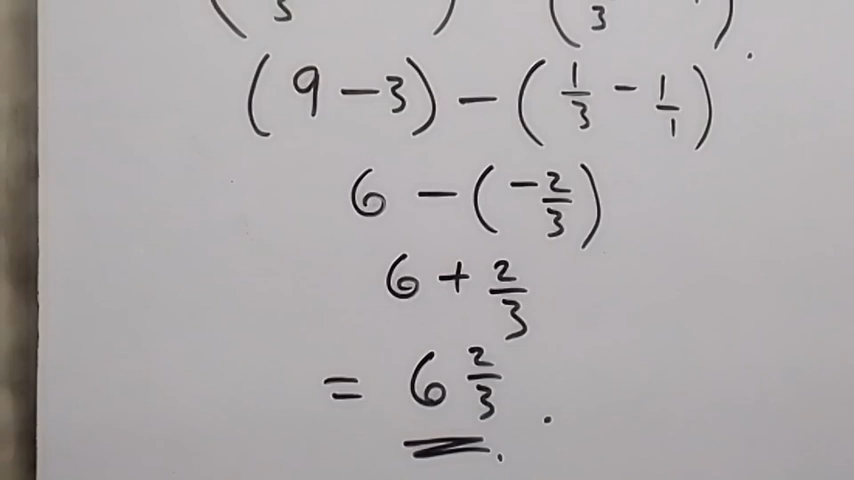 (9 - 3) - (1/3 - 1/1)
6 - (-2/3)
6 + 2/3
= 6 2/3.